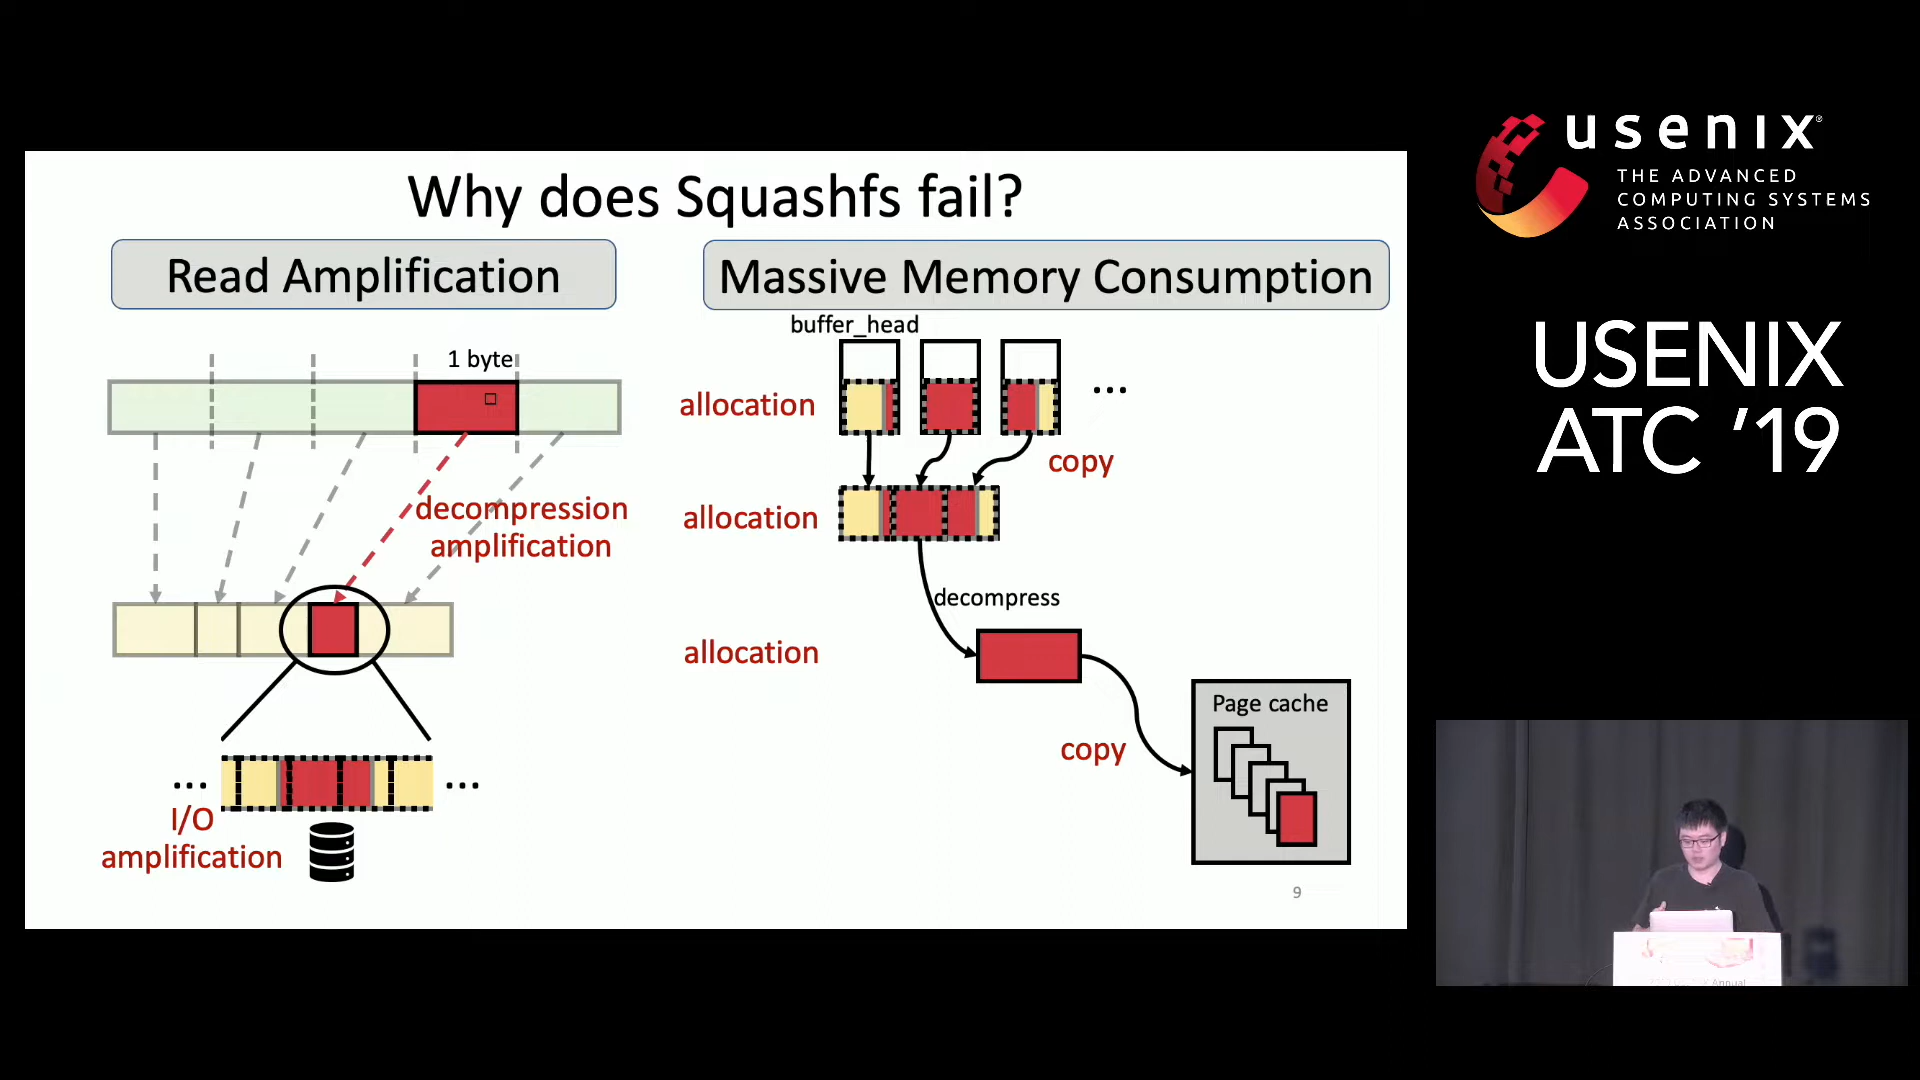 Why does Squashfs fail?
Read Amplification
1 byte
decompression
amplification
...
...
I/O
amplification
Massive Memory Consumption
buffer_head
allocation
...
copy
allocation
decompress
allocation
Page cache
copy
9
usenix®
THE ADVANCED
COMPUTING SYSTEMS
ASSOCIATION
USENIX
ATC '19
Annual